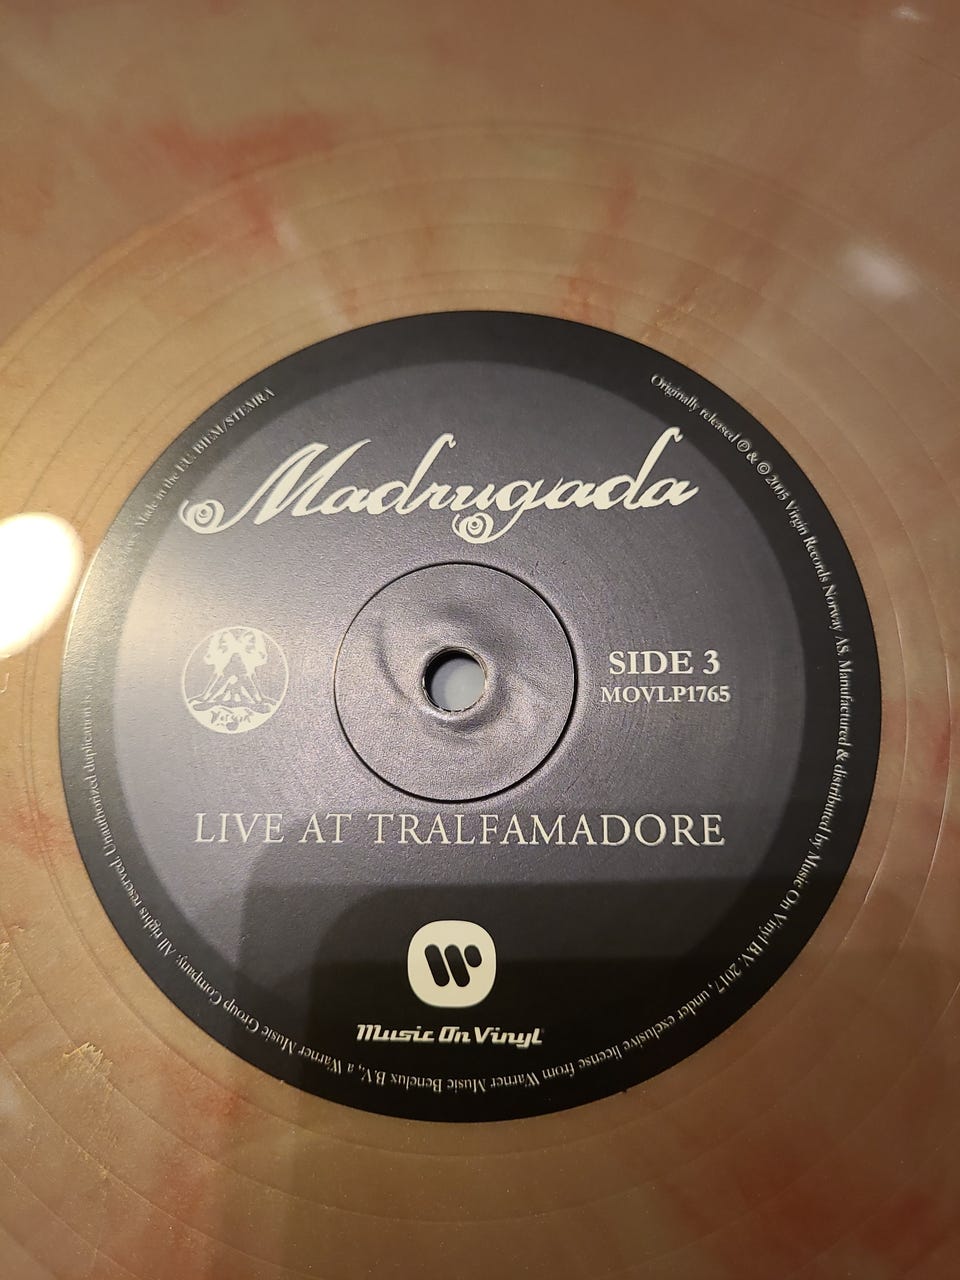 Madrugada
Virgin
SIDE 3
MOVLP1765
LIVE AT TRALFAMADORE
Music On Vinyl
Originally released ℗ & © 2005 Virgin Records Norway AS. Manufactured & distributed by Music On Vinyl B.V. 2017, under exclusive license from Warner Music Benelux B.V., a Warner Music Group Company. All rights reserved. Unauthorized duplication is Made in the EU. BIEM/STEMRA